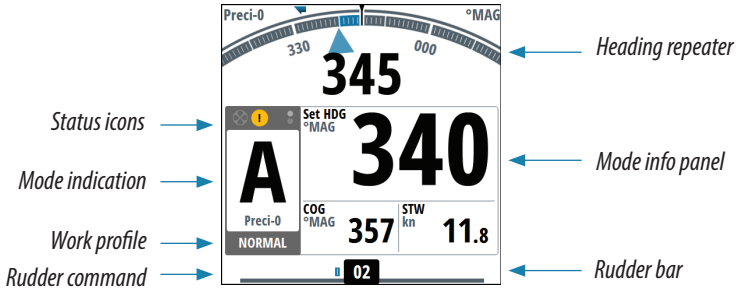 Preci-0 °MAG
330 000
345
Heading repeater
Status icons
!
Set HDG
°MAG
340
Mode indication
A
Mode info panel
Preci-0
COG
°MAG
357
STW
kn
11.8
Work profile
NORMAL
Rudder command
02
Rudder bar